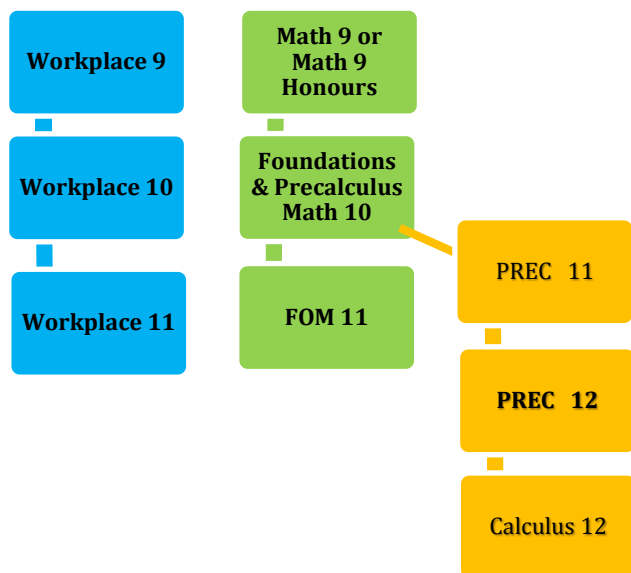 Workplace 9
Workplace 10
Workplace 11
Math 9 or
Math 9
Honours
Foundations
& Precalculus
Math 10
FOM 11
PREC 11
PREC 12
Calculus 12